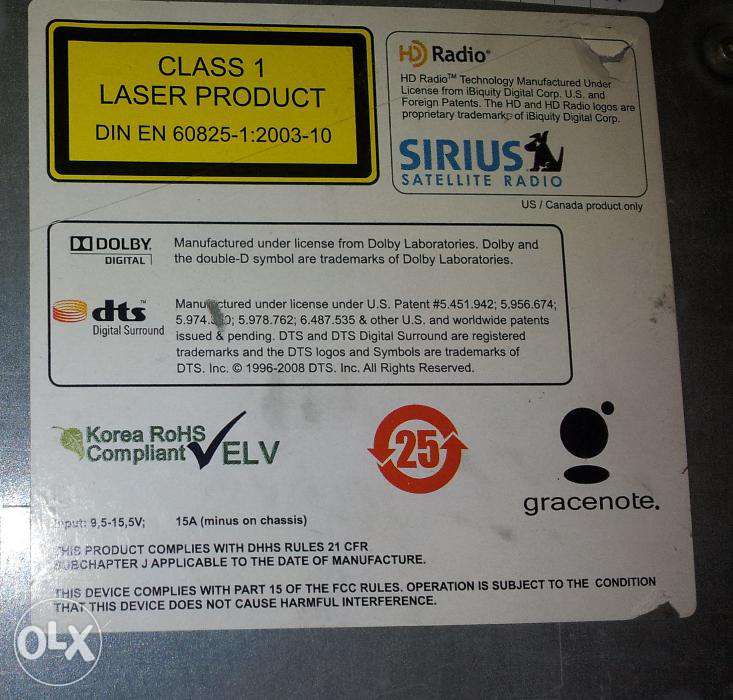 CLASS 1
LASER PRODUCT
DIN EN 60825-1:2003-10
HD Radio®
HD Radio™ Technology Manufactured Under
License from iBiquity Digital Corp. U.S. and
Foreign Patents. The HD and HD Radio logos are
proprietary trademarks of iBiquity Digital Corp.
SIRIUS
SATELLITE RADIO
US / Canada product only
DOLBY
DIGITAL
Manufactured under license from Dolby Laboratories. Dolby and
the double-D symbol are trademarks of Dolby Laboratories.
dts™
Digital Surround
under license under U.S. Patent #5.451.942; 5.956.674;
5.978.762; 6.487.535 & other U.S. and worldwide patents
issued & pending. DTS and DTS Digital Surround are registered
trademarks and the DTS logos and Symbols are trademarks of
DTS. Inc. © 1996-2008 DTS. Inc. All Rights Reserved.
Korea RoHS
Compliant
ELV
25
gracenote.
Input: 9,5-15,5V; 15A (minus on chassis)
THIS PRODUCT COMPLIES WITH DHHS RULES 21 CFR
SUBCHAPTER J APPLICABLE TO THE DATE OF MANUFACTURE.
THIS DEVICE COMPLIES WITH PART 15 OF THE FCC RULES. OPERATION IS SUBJECT TO THE CONDITION
THAT THIS DEVICE DOES NOT CAUSE HARMFUL INTERFERENCE.
OLX